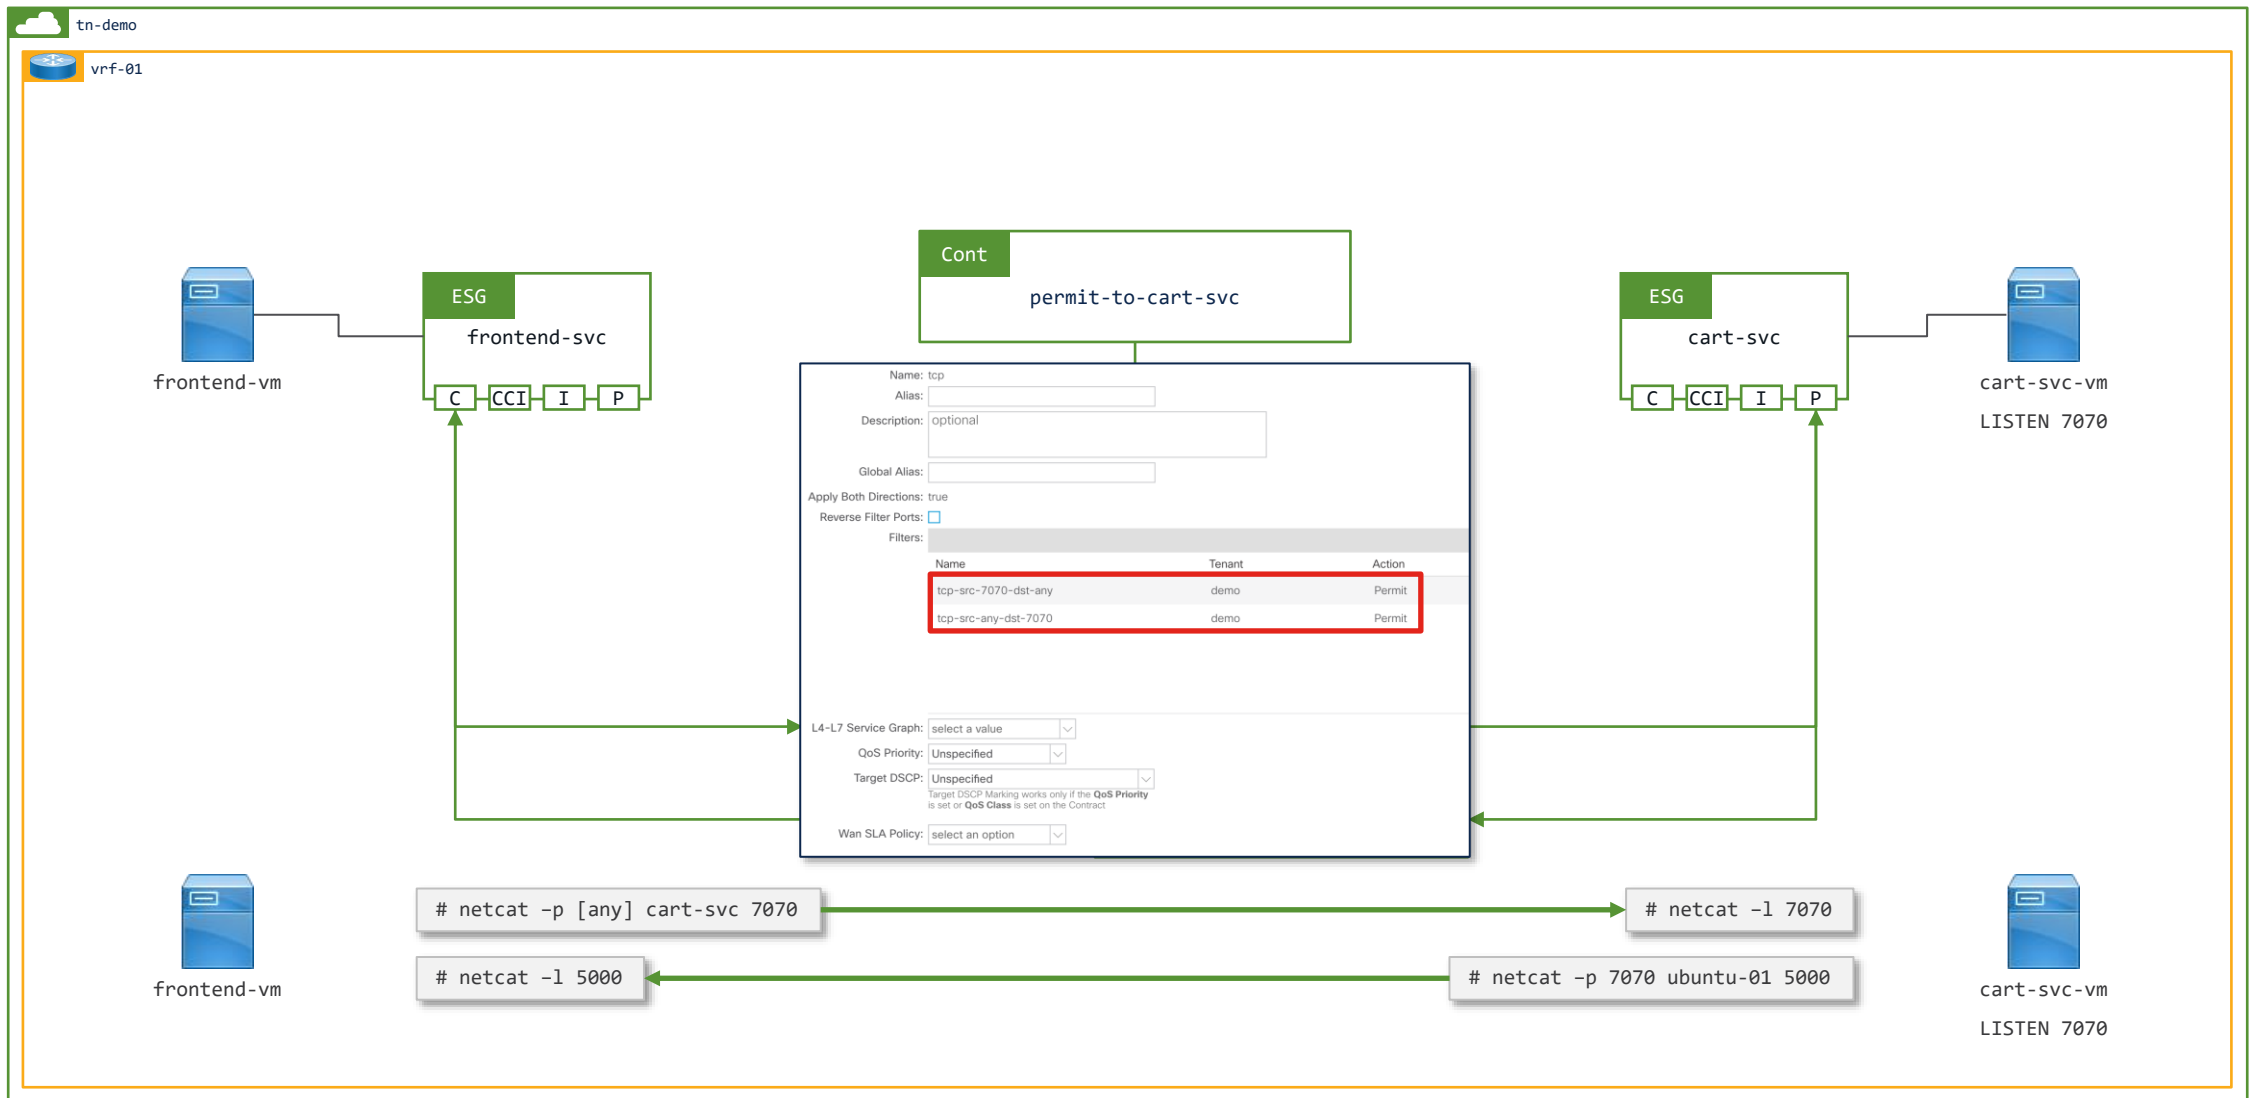 tn-demo
vrf-01
Cont
permit-to-cart-svc
ESG
frontend-svc
C CCI I P
frontend-vm
ESG
cart-svc
C CCI I P
cart-svc-vm
LISTEN 7070
Name: tcp
Alias:
Description: optional
Global Alias:
Apply Both Directions: true
Reverse Filter Ports:
Filters:
Name Tenant Action
tcp-src-7070-dst-any demo Permit
tcp-src-any-dst-7070 demo Permit
L4-L7 Service Graph: select a value
QoS Priority: Unspecified
Target DSCP: Unspecified
Target DSCP Marking works only if the QoS Priority
is set or QoS Class is set on the Contract
Wan SLA Policy: select an option
# netcat –p [any] cart-svc 7070
# netcat –l 7070
# netcat –l 5000
# netcat –p 7070 ubuntu-01 5000
frontend-vm
cart-svc-vm
LISTEN 7070